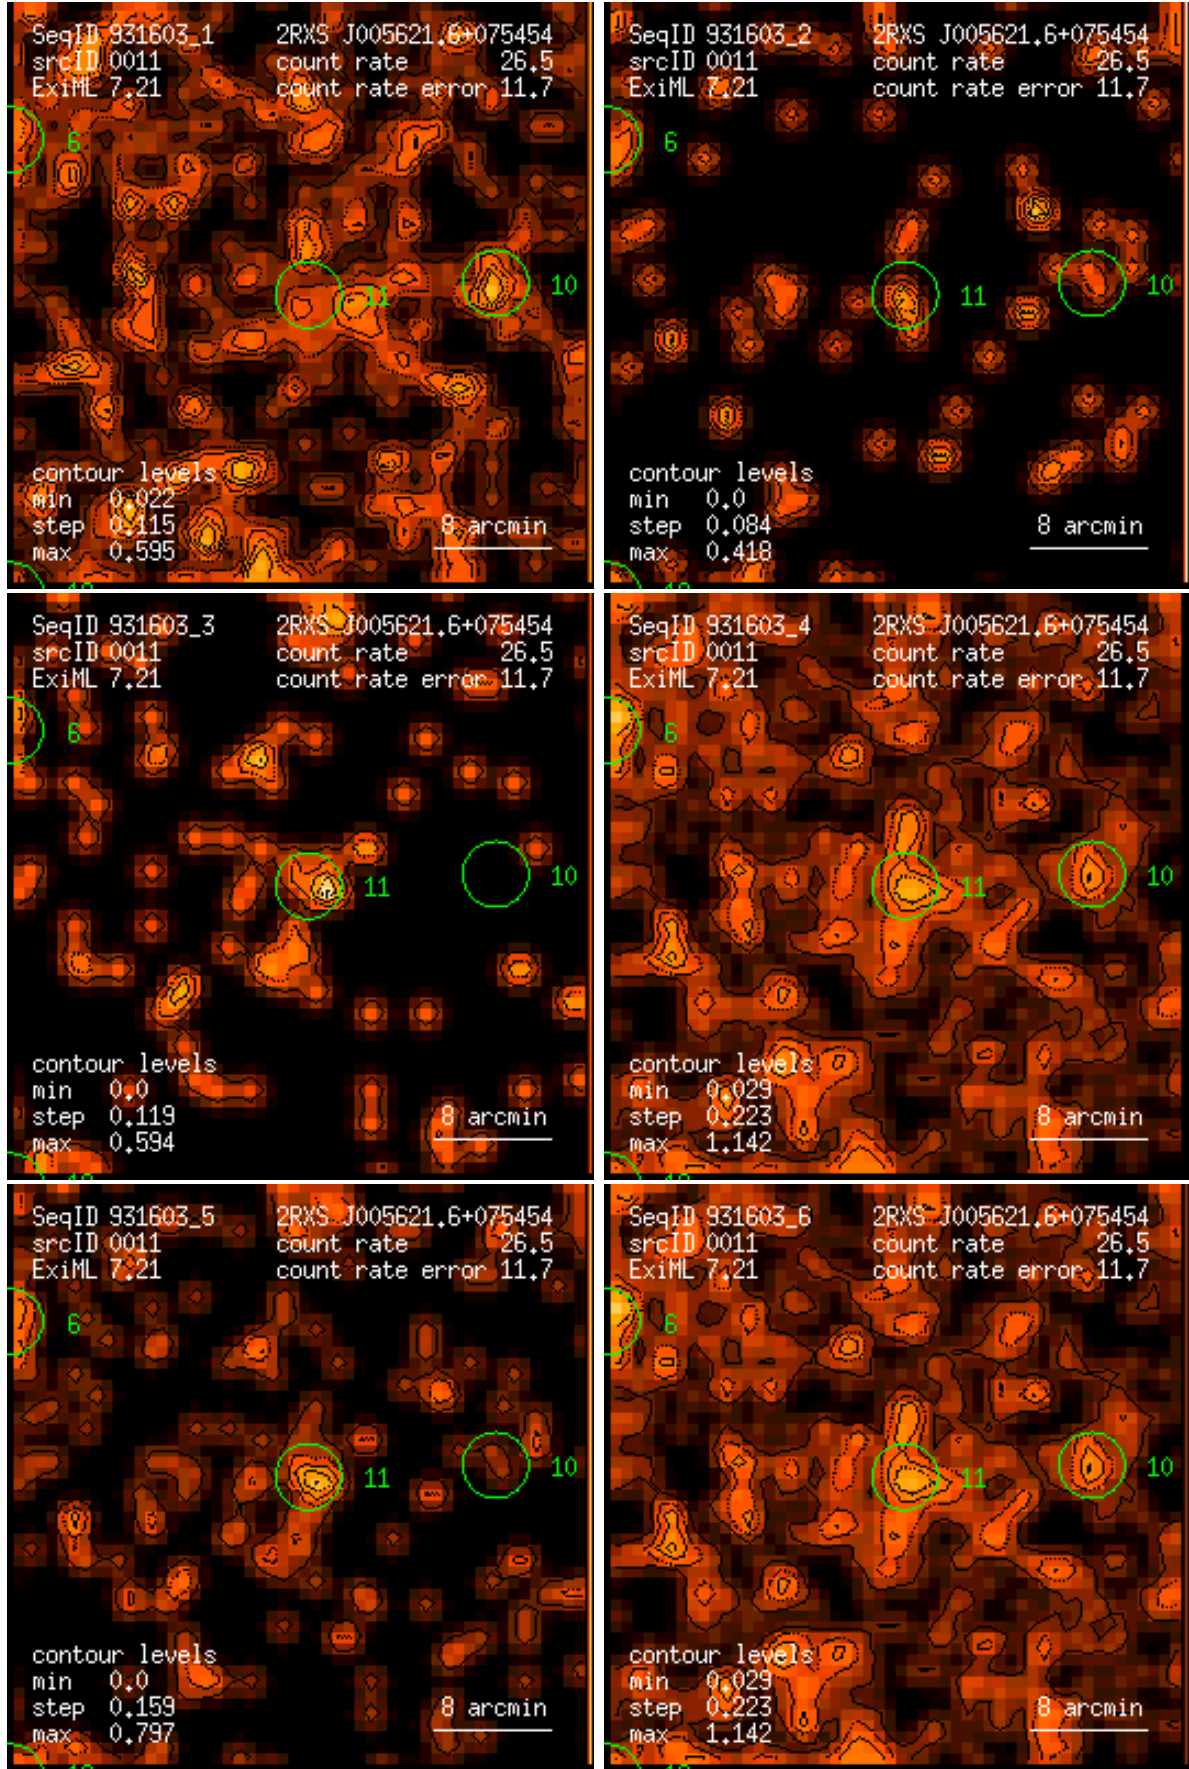 SeqID 931603_1 2RXS J005621.6+075454
srcID 0011 count rate 26.5
ExiML 7.21 count rate error 11.7
6
11
10
contour levels
min 0.022
step 0.115
max 0.595
8 arcmin
SeqID 931603_2 2RXS J005621.6+075454
srcID 0011 count rate 26.5
ExiML 7.21 count rate error 11.7
6
11
10
contour levels
min 0.0
step 0.084
max 0.418
8 arcmin
SeqID 931603_3 2RXS J005621.6+075454
srcID 0011 count rate 26.5
ExiML 7.21 count rate error 11.7
6
11
10
contour levels
min 0.0
step 0.119
max 0.594
8 arcmin
SeqID 931603_4 2RXS J005621.6+075454
srcID 0011 count rate 26.5
ExiML 7.21 count rate error 11.7
6
11
10
contour levels
min 0.029
step 0.223
max 1.142
8 arcmin
SeqID 931603_5 2RXS J005621.6+075454
srcID 0011 count rate 26.5
ExiML 7.21 count rate error 11.7
6
11
10
contour levels
min 0.0
step 0.159
max 0.797
8 arcmin
SeqID 931603_6 2RXS J005621.6+075454
srcID 0011 count rate 26.5
ExiML 7.21 count rate error 11.7
6
11
10
contour levels
min 0.029
step 0.223
max 1.142
8 arcmin